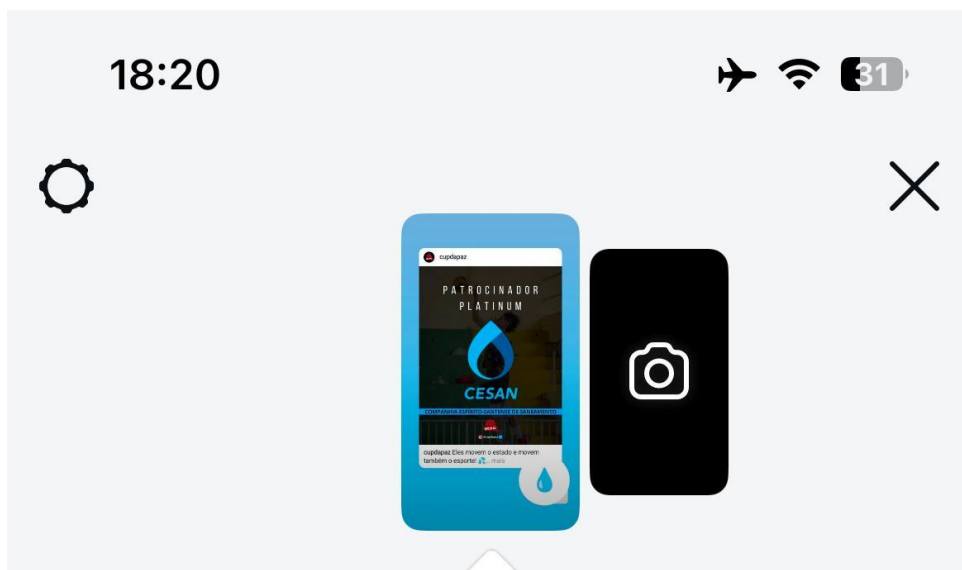 18:20
31
cupdapaz
PATROCINADOR
PLATINUM
CESAN
COMPANHIA ESPÍRITO-SANTENSE DE SANEAMENTO
cupdapaz Eles movem o estado e movem
também o esporte! 💦... mais